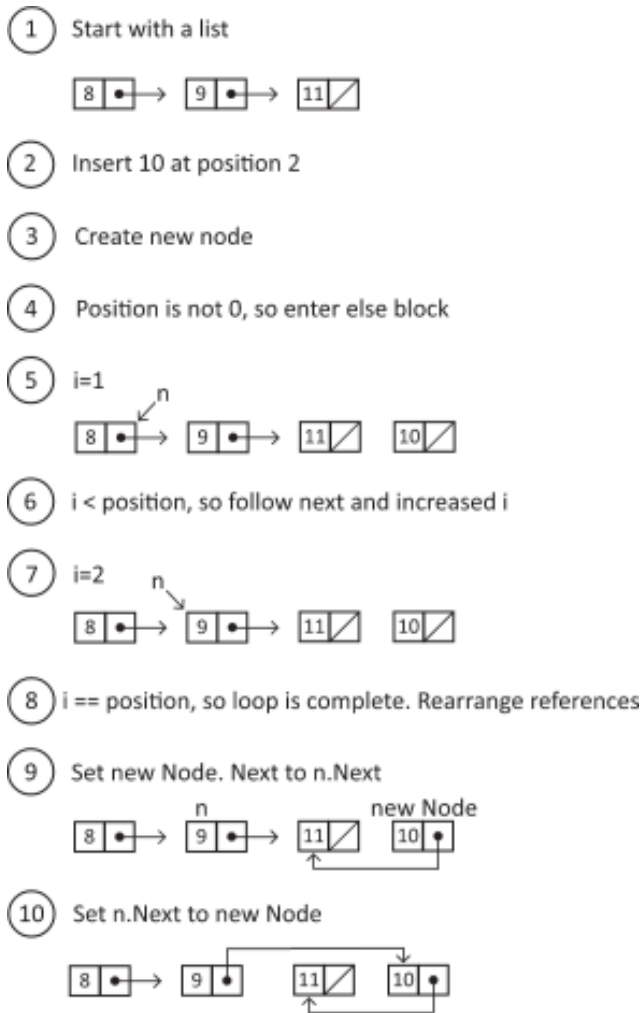 1 Start with a list
8 9 11
2 Insert 10 at position 2
3 Create new node
4 Position is not 0, so enter else block
5 i=1
n
8 9 11 10
6 i < position, so follow next and increased i
7 i=2
n
8 9 11 10
8 i == position, so loop is complete. Rearrange references
9 Set new Node. Next to n.Next
n new Node
8 9 11 10
10 Set n.Next to new Node
8 9 11 10